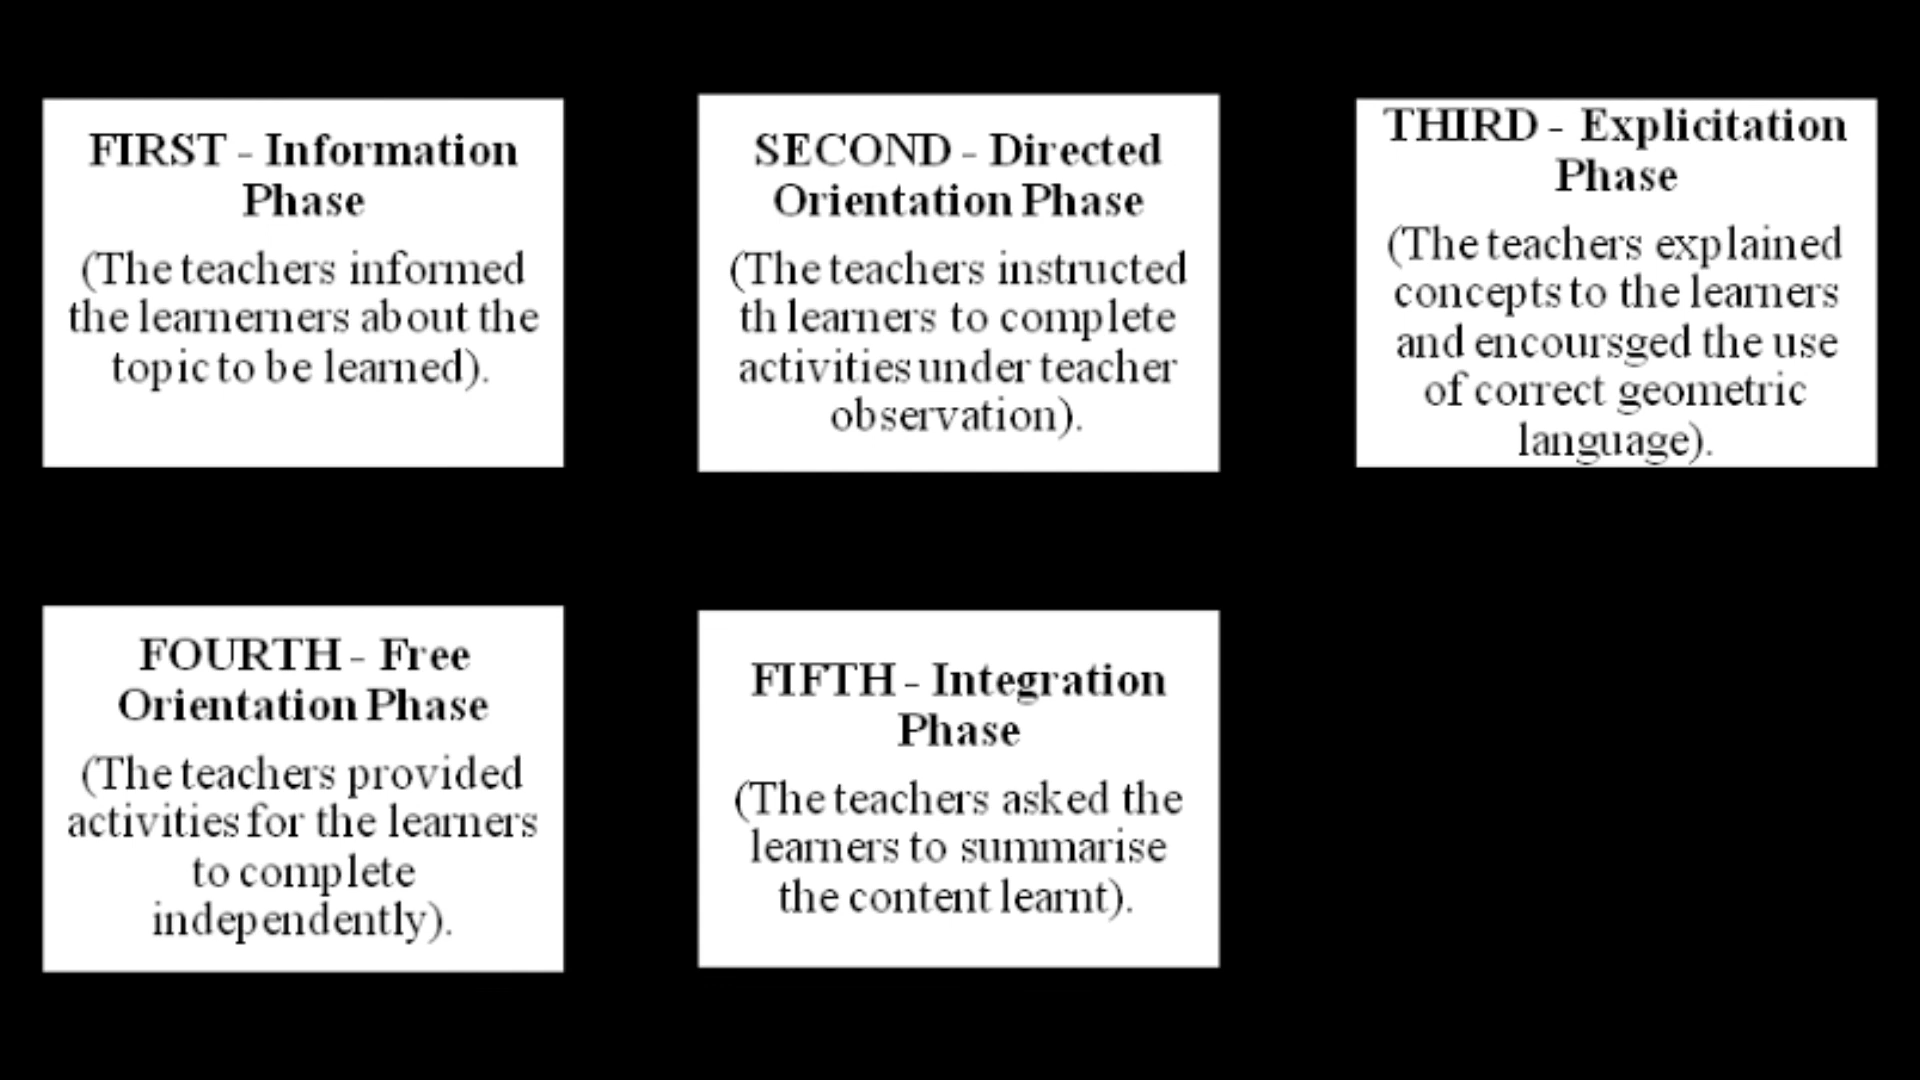 FIRST - Information
Phase
(The teachers informed
the learnerners about the
topic to be learned).
SECOND - Directed
Orientation Phase
(The teachers instructed
th learners to complete
activities under teacher
observation).
THIRD - Explicitation
Phase
(The teachers explained
concepts to the learners
and encoursged the use
of correct geometric
language).
FOURTH - Free
Orientation Phase
(The teachers provided
activities for the learners
to complete
independently).
FIFTH - Integration
Phase
(The teachers asked the
learners to summarise
the content learnt).